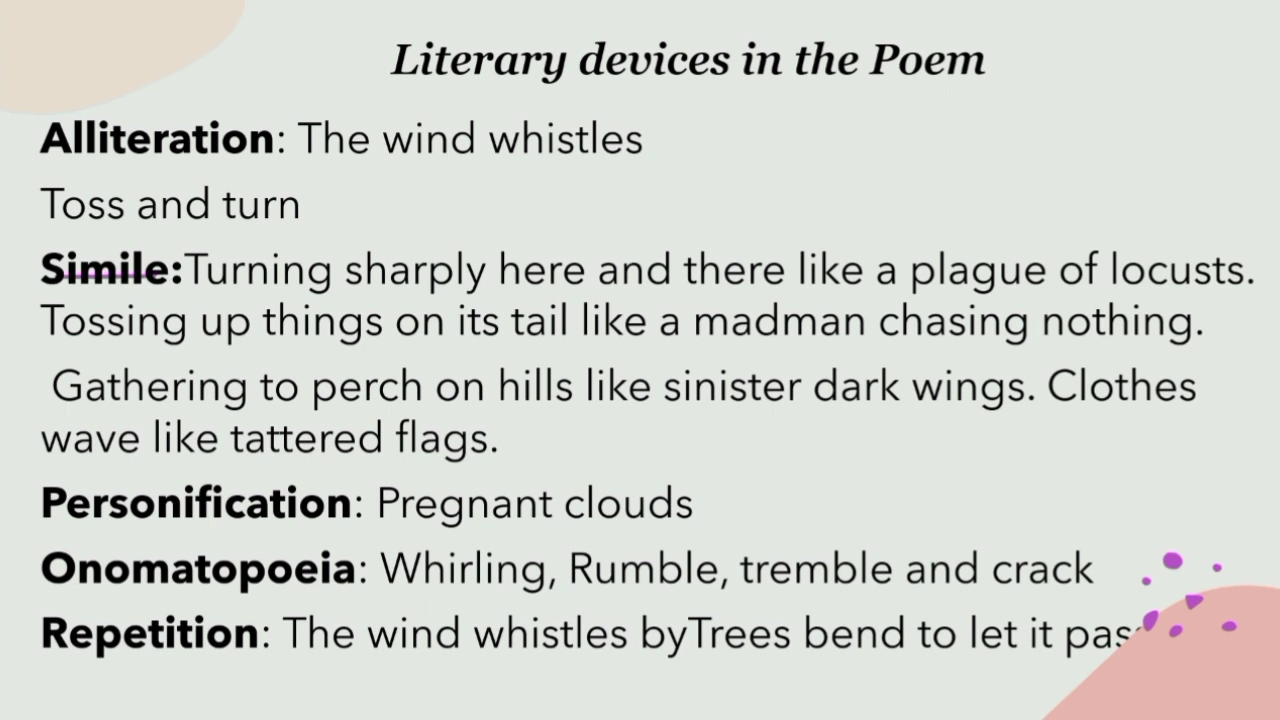 Literary devices in the Poem
Alliteration: The wind whistles
Toss and turn
Simile:Turning sharply here and there like a plague of locusts.
Tossing up things on its tail like a madman chasing nothing.
Gathering to perch on hills like sinister dark wings. Clothes
wave like tattered flags.
Personification: Pregnant clouds
Onomatopoeia: Whirling, Rumble, tremble and crack
Repetition: The wind whistles byTrees bend to let it pass